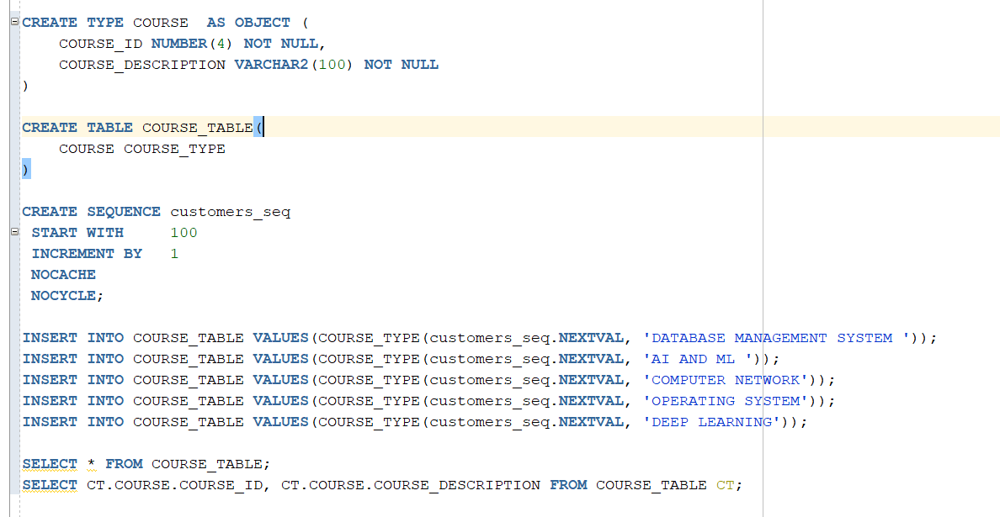 CREATE TYPE COURSE  AS OBJECT (
    COURSE_ID NUMBER(4) NOT NULL,
    COURSE_DESCRIPTION VARCHAR2(100) NOT NULL
)
CREATE TABLE COURSE_TABLE(
    COURSE COURSE_TYPE
)
CREATE SEQUENCE customers_seq
 START WITH     100
 INCREMENT BY   1
 NOCACHE
 NOCYCLE;
INSERT INTO COURSE_TABLE VALUES(COURSE_TYPE(customers_seq.NEXTVAL, 'DATABASE MANAGEMENT SYSTEM '));
INSERT INTO COURSE_TABLE VALUES(COURSE_TYPE(customers_seq.NEXTVAL, 'AI AND ML '));
INSERT INTO COURSE_TABLE VALUES(COURSE_TYPE(customers_seq.NEXTVAL, 'COMPUTER NETWORK'));
INSERT INTO COURSE_TABLE VALUES(COURSE_TYPE(customers_seq.NEXTVAL, 'OPERATING SYSTEM'));
INSERT INTO COURSE_TABLE VALUES(COURSE_TYPE(customers_seq.NEXTVAL, 'DEEP LEARNING'));
SELECT * FROM COURSE_TABLE;
SELECT CT.COURSE.COURSE_ID, CT.COURSE.COURSE_DESCRIPTION FROM COURSE_TABLE CT;